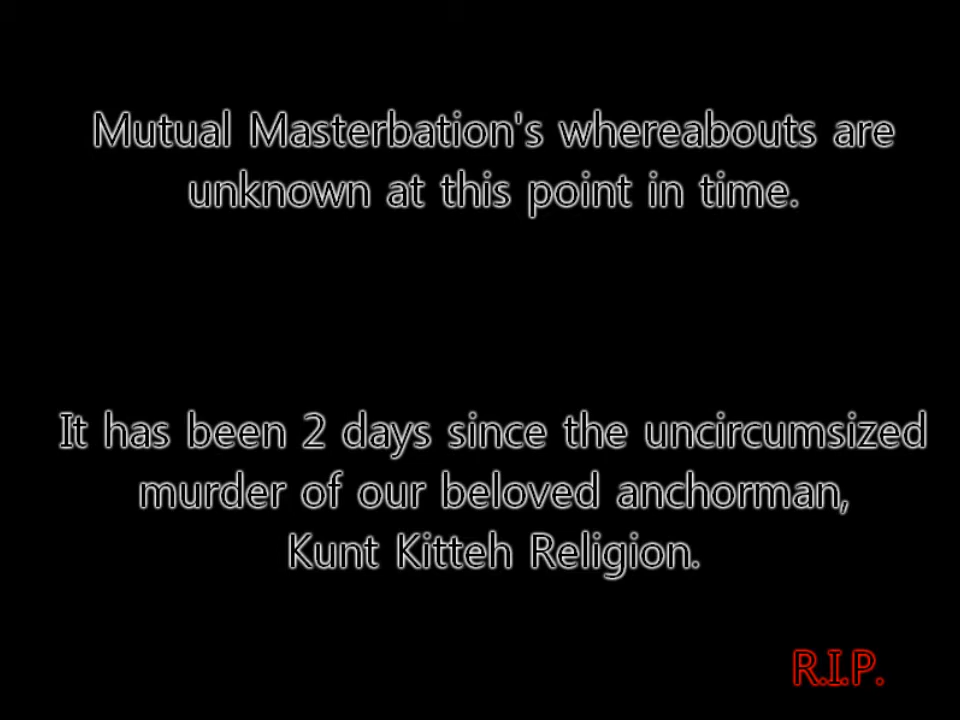 Mutual Masterbation's whereabouts are
unknown at this point in time.
It has been 2 days since the uncircumsized
murder of our beloved anchorman,
Kunt Kitteh Religion.
R.I.P.